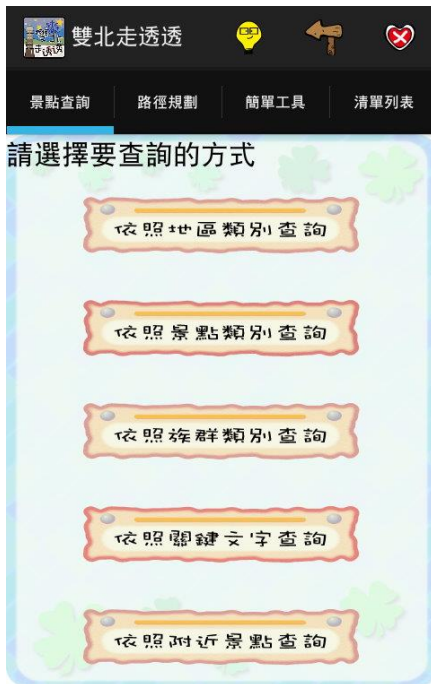 雙北走透透
景點查詢 路徑規劃 簡單工具 清單列表
請選擇要查詢的方式
依照地區類別查詢
依照景點類別查詢
依照族群類別查詢
依照關鍵文字查詢
依照附近景點查詢